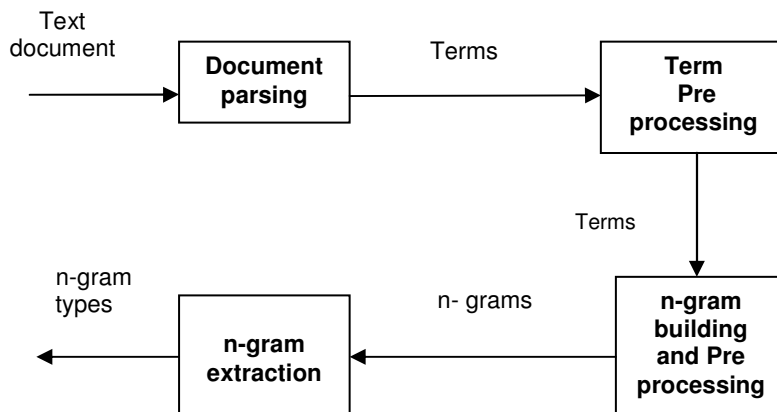 Text
document
Document
parsing
Terms
Term
Pre
processing
Terms
n-gram
building
and Pre
processing
n- grams
n-gram
extraction
n-gram
types